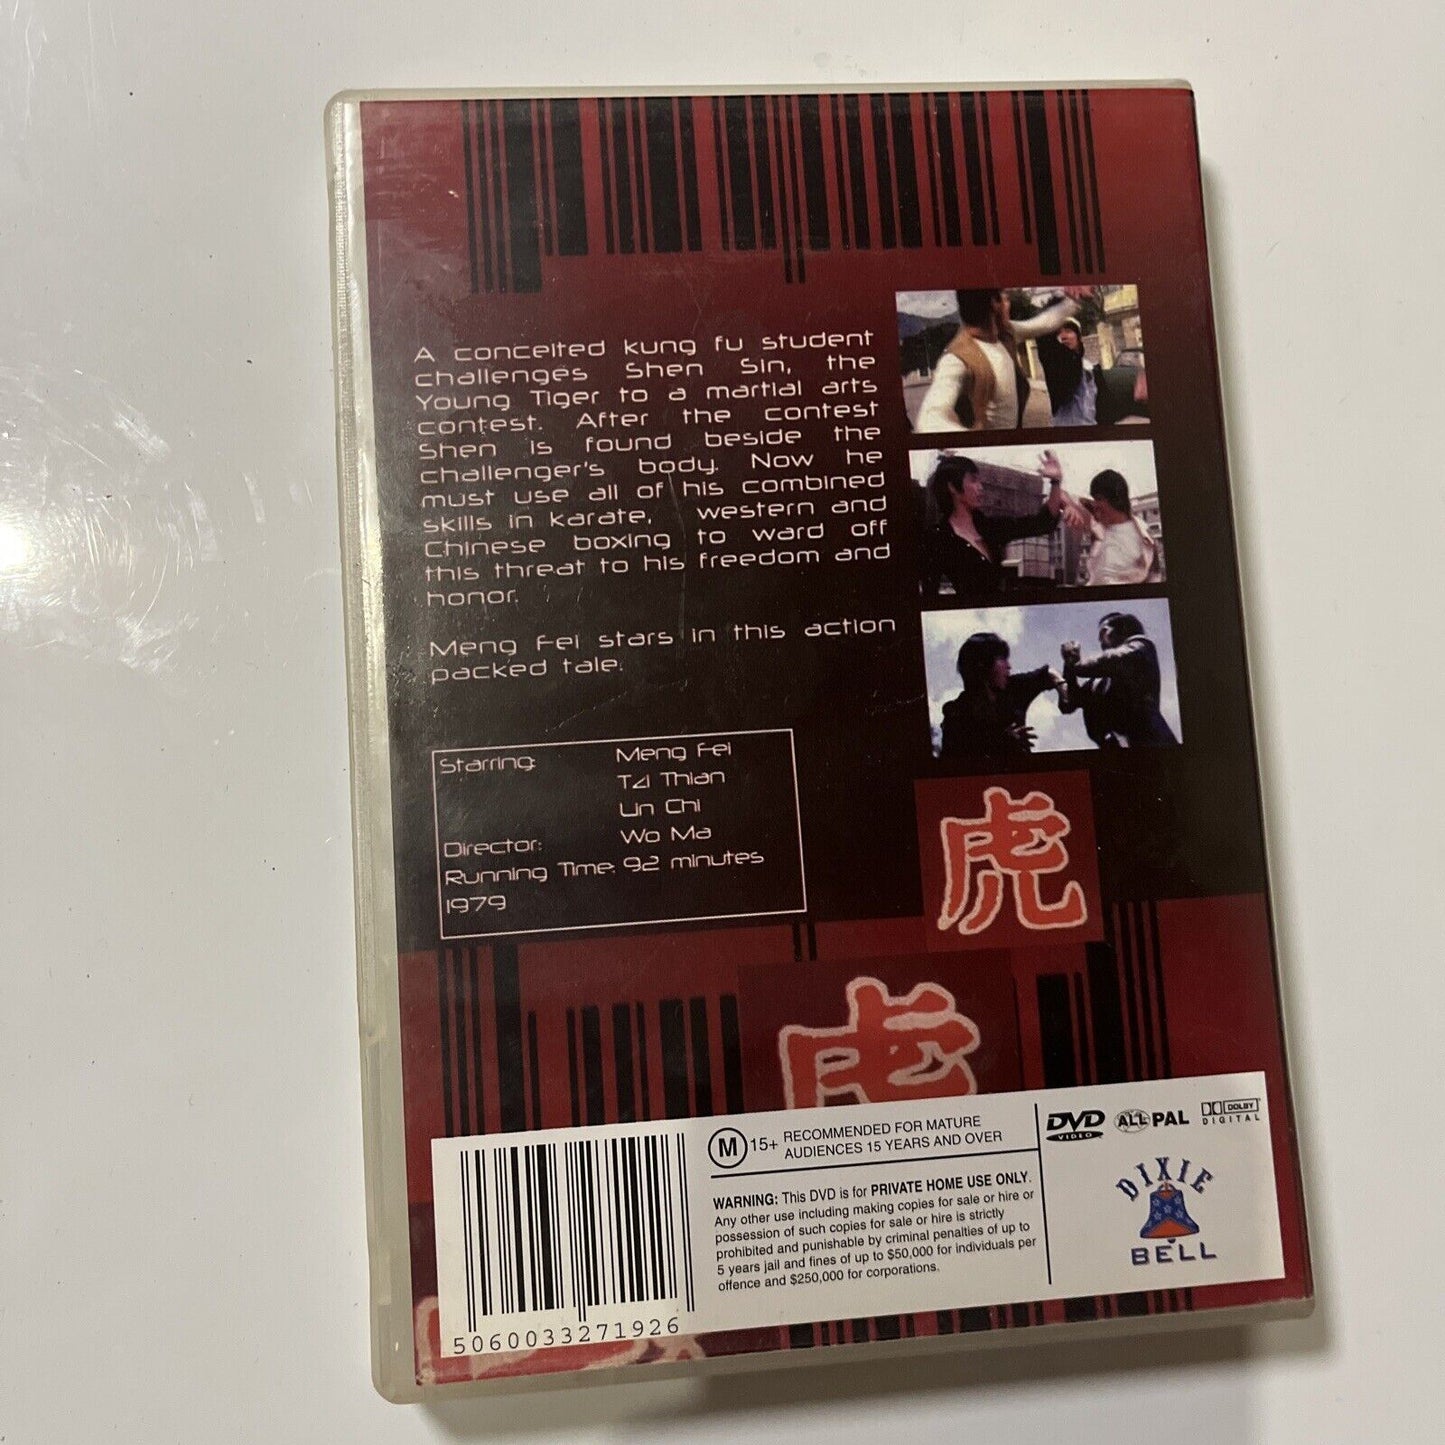 A conceited kung fu student
challenges Shen Sin, the
Young Tiger to a martial arts
contest. After the contest
Shen is found beside the
challenger's body. Now he
must use all of his combined
skills in karate, western and
Chinese boxing to ward off
this threat to his freedom and
honor.
Meng Fei stars in this action
packed tale.
Starring: Meng Fei
Tzi Thian
Lin Chi
Director: Wo Ma
Running Time: 92 minutes
1979
虎
虎
M 15+ RECOMMENDED FOR MATURE
AUDIENCES 15 YEARS AND OVER
WARNING: This DVD is for PRIVATE HOME USE ONLY.
Any other use including making copies for sale or hire or
possession of such copies for sale or hire is strictly
prohibited and punishable by criminal penalties of up to
5 years jail and fines of up to $50,000 for individuals per
offence and $250,000 for corporations.
DVD VIDEO
ALL PAL
DOLBY DIGITAL
DIXIE
BELL
5060033271926